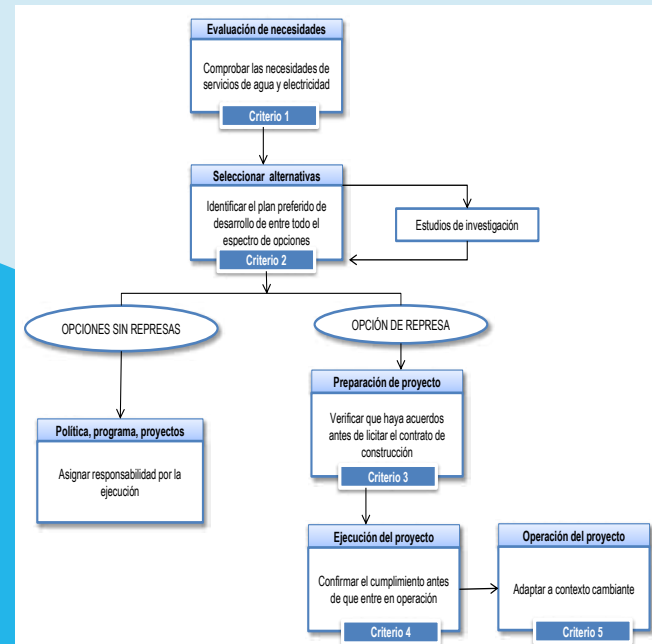 Evaluación de necesidades
Comprobar las necesidades de
servicios de agua y electricidad
Criterio 1
Seleccionar alternativas
Identificar el plan preferido de
desarrollo de entre todo el
espectro de opciones
Criterio 2
Estudios de investigación
OPCIONES SIN REPRESAS
OPCIÓN DE REPRESA
Preparación de proyecto
Verificar que haya acuerdos
antes de licitar el contrato de
construcción
Criterio 3
Política, programa, proyectos
Asignar responsabilidad por la
ejecución
Ejecución del proyecto
Confirmar el cumplimiento antes
de que entre en operación
Criterio 4
Operación del proyecto
Adaptar a contexto cambiante
Criterio 5